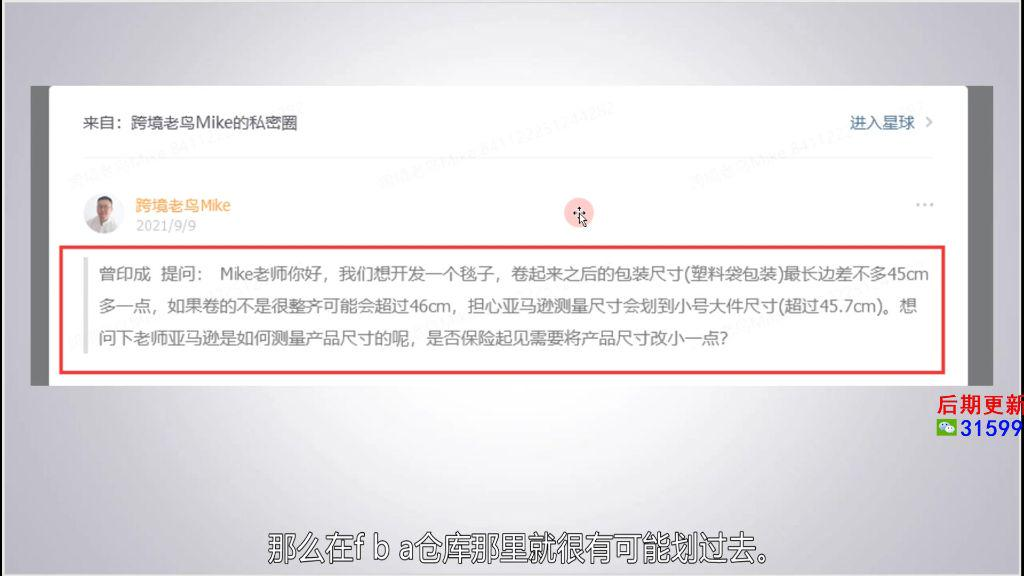 来自：跨境老鸟Mike的私密圈
进入星球 >
跨境老鸟Mike
2021/9/9
曾印成 提问： Mike老师你好，我们想开发一个毯子，卷起来之后的包装尺寸(塑料袋包装)最长边差不多45cm
多一点，如果卷的不是很整齐可能会超过46cm，担心亚马逊测量尺寸会划到小号大件尺寸(超过45.7cm)。想
问下老师亚马逊是如何测量产品尺寸的呢，是否保险起见需要将产品尺寸改小一点？
后期更新
31599
那么在f b a仓库那里就很有可能划过去。